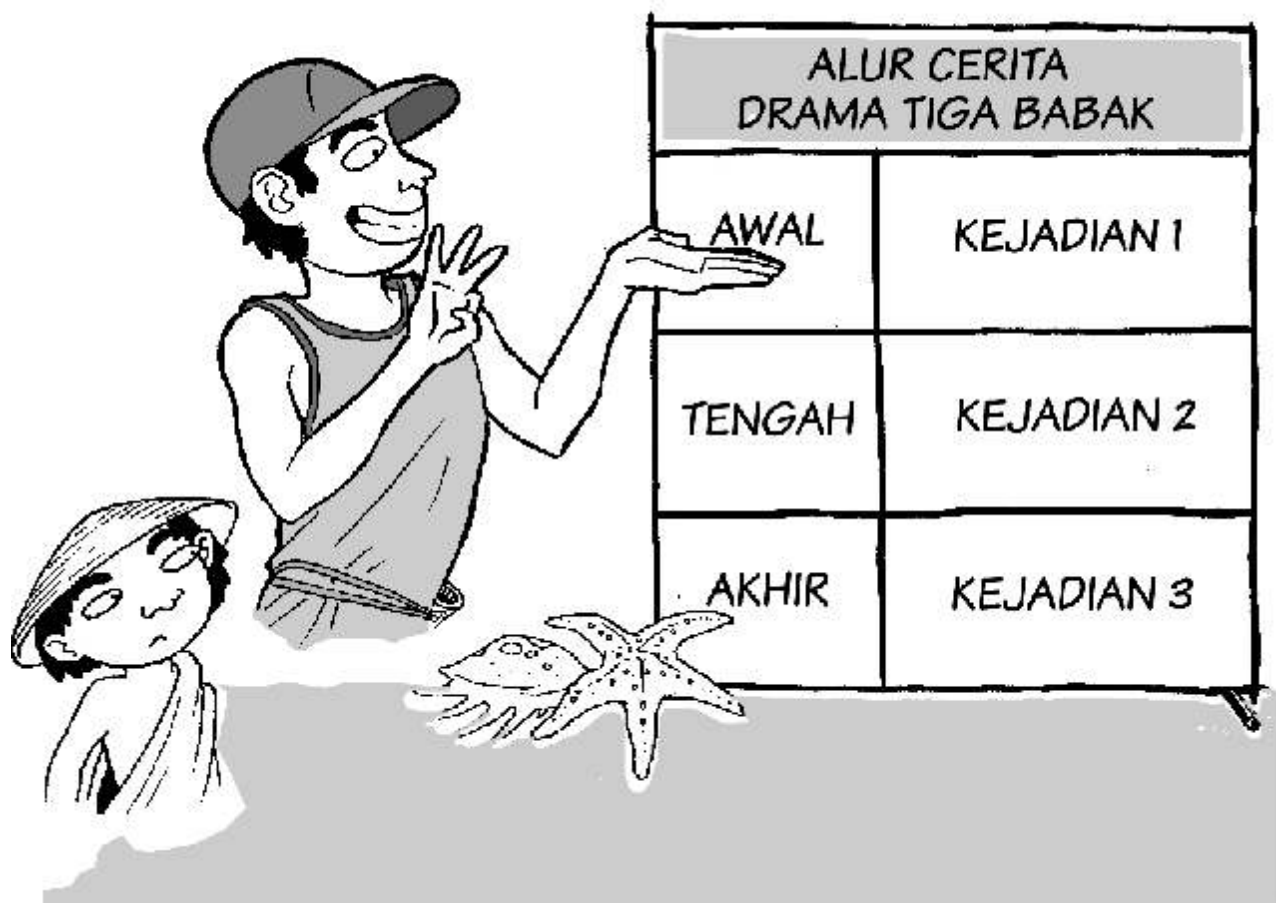 ALUR CERITA
DRAMA TIGA BABAK
AWAL KEJADIAN 1
TENGAH KEJADIAN 2
AKHIR KEJADIAN 3